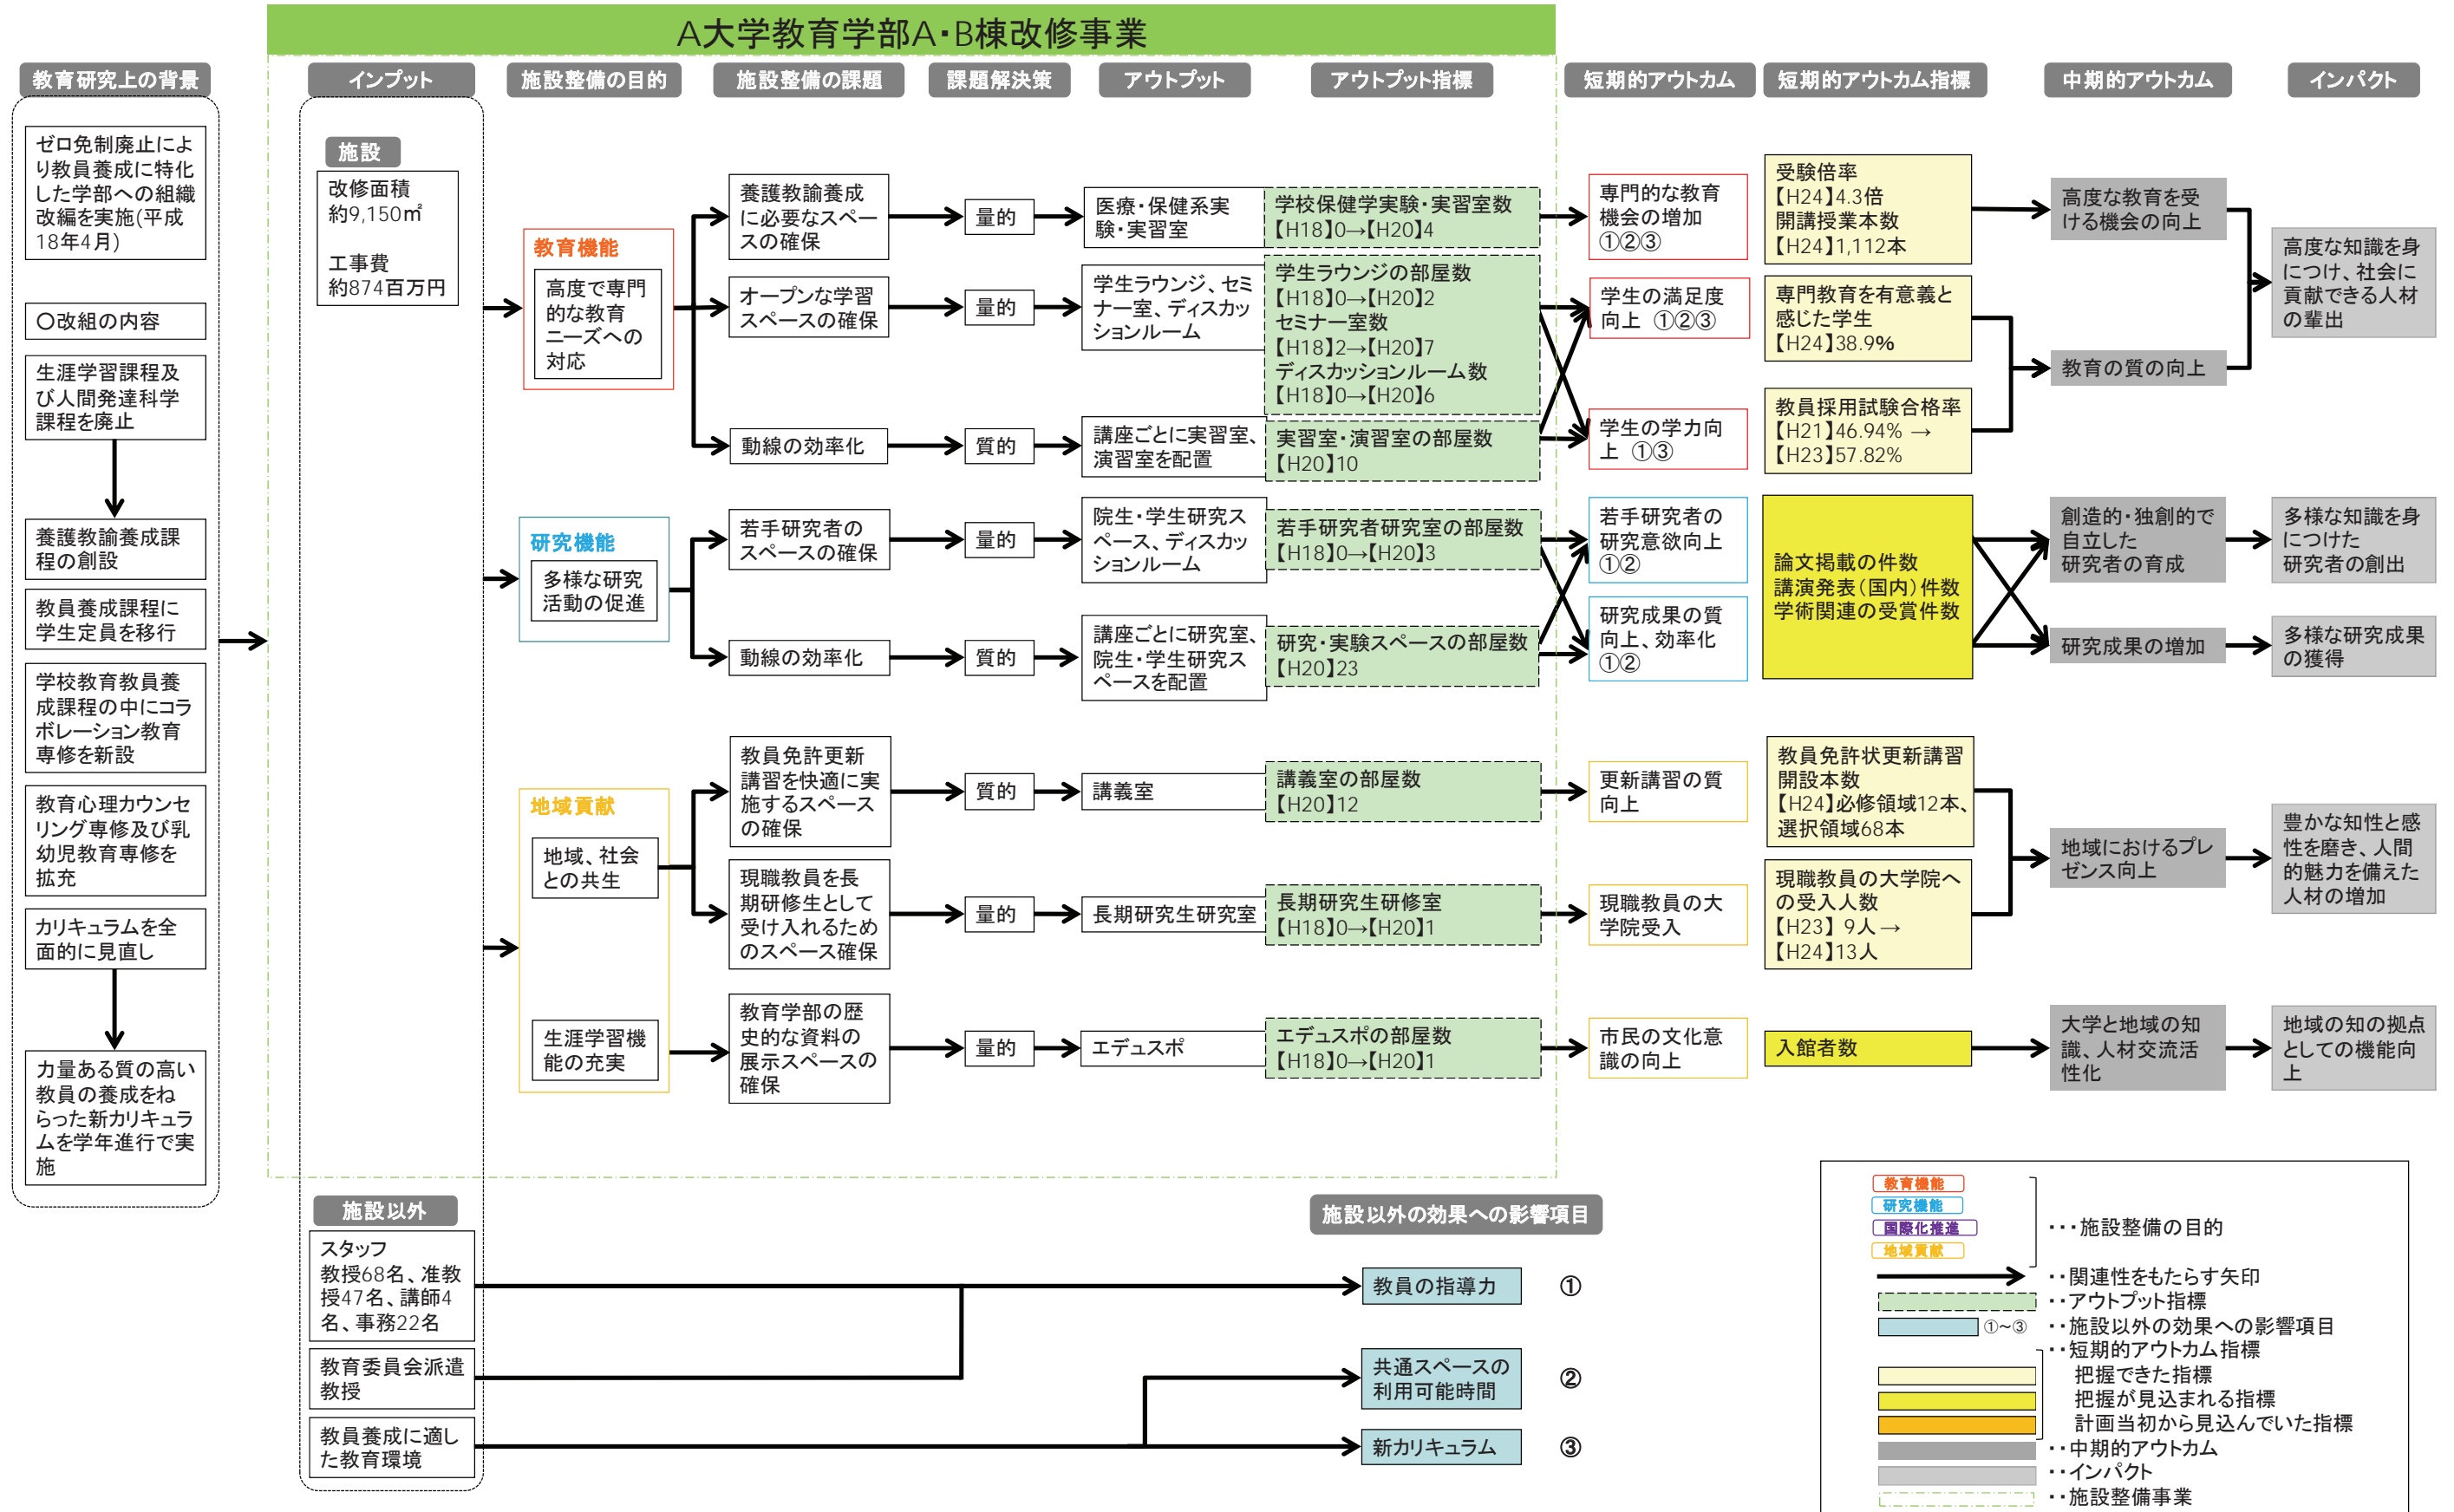 A大学教育学部A・B棟改修事業
教育研究上の背景
インプット
施設整備の目的
施設整備の課題
課題解決策
アウトプット
アウトプット指標
短期的アウトカム
短期的アウトカム指標
中期的アウトカム
インパクト
ゼロ免制廃止によ
り教員養成に特化
した学部への組織
改編を実施(平成
18年4月)
〇改組の内容
生涯学習課程及
び人間発達科学
課程を廃止
養護教諭養成課
程の創設
教員養成課程に
学生定員を移行
学校教育教員養
成課程の中にコラ
ボレーション教育
専修を新設
教育心理カウンセ
リング専修及び乳
幼児教育専修を
拡充
カリキュラムを全
面的に見直し
力量ある質の高い
教員の養成をね
らった新カリキュラ
ムを学年進行で実
施
施設
改修面積
約9,150㎡
工事費
約874百万円
教育機能
高度で専門
的な教育
ニーズへの
対応
養護教諭養成
に必要なスペー
スの確保
量的
医療・保健系実
験・実習室
学校保健学実験・実習室数
【H18】0→【H20】4
専門的な教育
機会の増加
①②③
受験倍率
【H24】4.3倍
開講授業本数
【H24】1,112本
高度な教育を受
ける機会の向上
高度な知識を身
につけ、社会に
貢献できる人材
の輩出
オープンな学習
スペースの確保
量的
学生ラウンジ、セミ
ナー室、ディスカッ
ションルーム
学生ラウンジの部屋数
【H18】0→【H20】2
セミナー室数
【H18】2→【H20】7
ディスカッションルーム数
【H18】0→【H20】6
学生の満足度
向上 ①②③
専門教育を有意義と
感じた学生
【H24】38.9%
教育の質の向上
動線の効率化
質的
講座ごとに実習室、
演習室を配置
実習室・演習室の部屋数
【H20】10
学生の学力向
上 ①③
教員採用試験合格率
【H21】46.94% →
【H23】57.82%
研究機能
多様な研究
活動の促進
若手研究者の
スペースの確保
量的
院生・学生研究ス
ペース、ディスカッ
ションルーム
若手研究者研究室の部屋数
【H18】0→【H20】3
若手研究者の
研究意欲向上
①②
論文掲載の件数
講演発表(国内)件数
学術関連の受賞件数
創造的・独創的で
自立した
研究者の育成
多様な知識を身
につけた
研究者の創出
動線の効率化
質的
講座ごとに研究室、
院生・学生研究ス
ペースを配置
研究・実験スペースの部屋数
【H20】23
研究成果の質
向上、効率化
①②
研究成果の増加
多様な研究成果
の獲得
地域貢献
地域、社会
との共生
教員免許更新
講習を快適に実
施するスペース
の確保
質的
講義室
講義室の部屋数
【H20】12
更新講習の質
向上
教員免許状更新講習
開設本数
【H24】必修領域12本、
選択領域68本
地域におけるプレ
ゼンス向上
豊かな知性と感
性を磨き、人間
的魅力を備えた
人材の増加
現職教員を長
期研修生として
受け入れるため
のスペース確保
量的
長期研究生研究室
長期研究生研修室
【H18】0→【H20】1
現職教員の大
学院受入
現職教員の大学院へ
の受入人数
【H23】 9人 →
【H24】13人
生涯学習機
能の充実
教育学部の歴
史的な資料の
展示スペースの
確保
量的
エデュスポ
エデュスポの部屋数
【H18】0→【H20】1
市民の文化意
識の向上
入館者数
大学と地域の知
識、人材交流活
性化
地域の知の拠点
としての機能向
上
施設以外
スタッフ
教授68名、准教
授47名、講師4
名、事務22名
教育委員会派遣
教授
教員養成に適し
た教育環境
施設以外の効果への影響項目
教員の指導力 ①
共通スペースの
利用可能時間 ②
新カリキュラム ③
教育機能
研究機能
国際化推進
地域貢献
・・・施設整備の目的
・・関連性をもたらす矢印
・・アウトプット指標
①~③ ・・施設以外の効果への影響項目
・・短期的アウトカム指標
把握できた指標
把握が見込まれる指標
計画当初から見込んでいた指標
・・中期的アウトカム
・・インパクト
・・施設整備事業